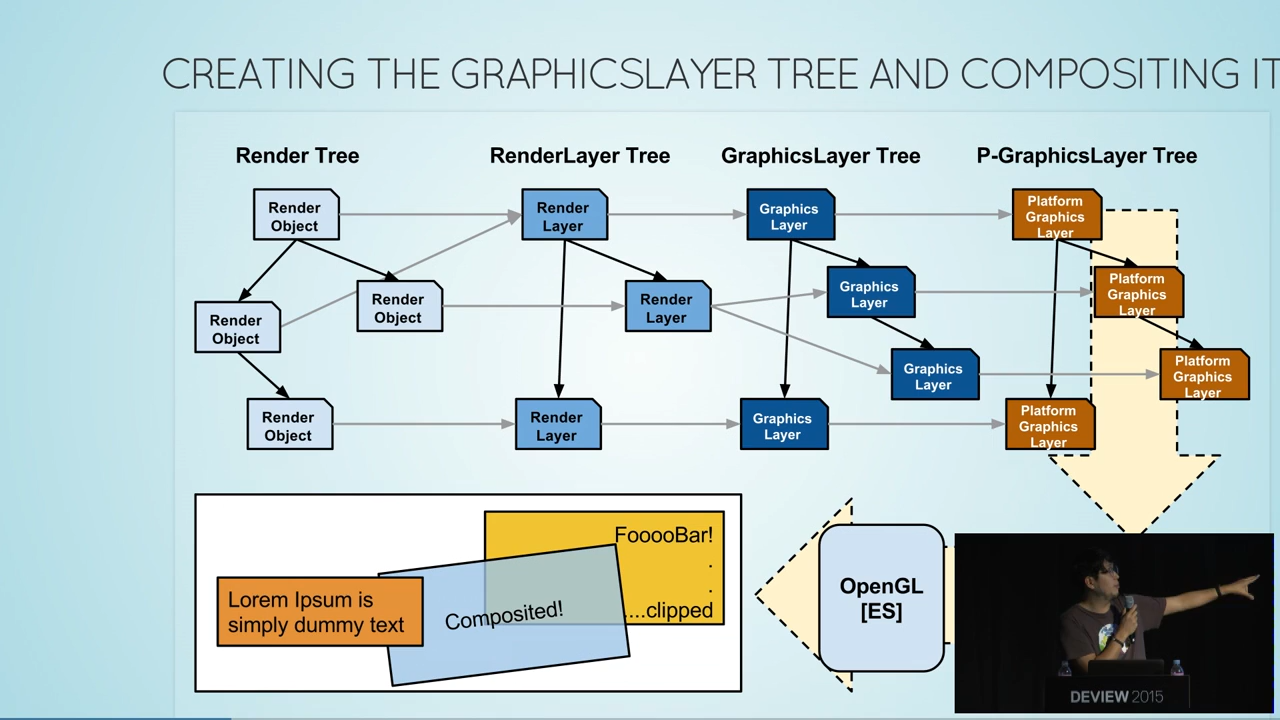 CREATING THE GRAPHICSLAYER TREE AND COMPOSITING IT
Render Tree
RenderLayer Tree
GraphicsLayer Tree
P-GraphicsLayer Tree
Render
Object
Render
Layer
Graphics
Layer
Platform
Graphics
Layer
Render
Object
Render
Layer
Graphics
Layer
Platform
Graphics
Layer
Render
Object
Graphics
Layer
Platform
Graphics
Layer
Render
Object
Render
Layer
Graphics
Layer
Platform
Graphics
Layer
FooooBar!
.
.
....clipped
Lorem Ipsum is
simply dummy text
Composited!
OpenGL
[ES]
DEVIEW 2015